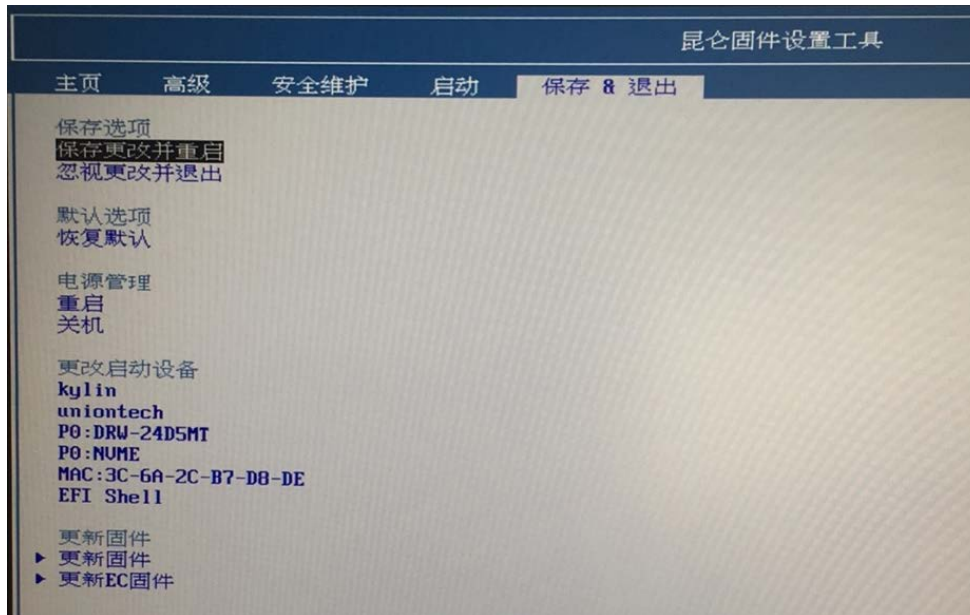 昆仑固件设置工具
主页 高级 安全维护 启动 保存 & 退出
保存选项
保存更改并重启
忽视更改并退出
默认选项
恢复默认
电源管理
重启
关机
更改启动设备
kylin
uniontech
P0:DRW-24D5MT
P0:NVME
MAC:3C-6A-2C-B7-D8-DE
EFI Shell
更新固件
更新固件
更新EC固件